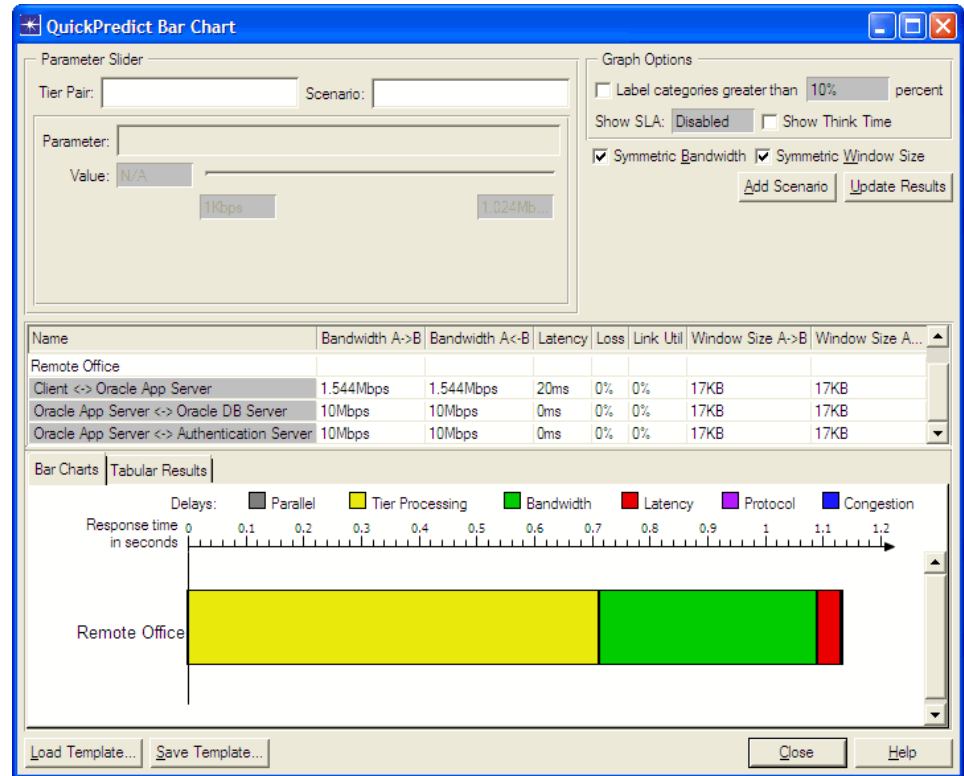 QuickPredict Bar Chart
Parameter Slider
Tier Pair:
Scenario:
Parameter:
Value: N/A
1Kbps
1.024Mb...
Graph Options
Label categories greater than 10% percent
Show SLA: Disabled Show Think Time
Symmetric Bandwidth Symmetric Window Size
Add Scenario Update Results
Name Bandwidth A->B Bandwidth A<-B Latency Loss Link Util Window Size A->B Window Size A...
Remote Office
Client <-> Oracle App Server 1.544Mbps 1.544Mbps 20ms 0% 0% 17KB 17KB
Oracle App Server <-> Oracle DB Server 10Mbps 10Mbps 0ms 0% 0% 17KB 17KB
Oracle App Server <-> Authentication Server 10Mbps 10Mbps 0ms 0% 0% 17KB 17KB
Bar Charts Tabular Results
Delays: Parallel Tier Processing Bandwidth Latency Protocol Congestion
Response time in seconds
0 0.1 0.2 0.3 0.4 0.5 0.6 0.7 0.8 0.9 1 1.1 1.2
Remote Office
Load Template... Save Template... Close Help